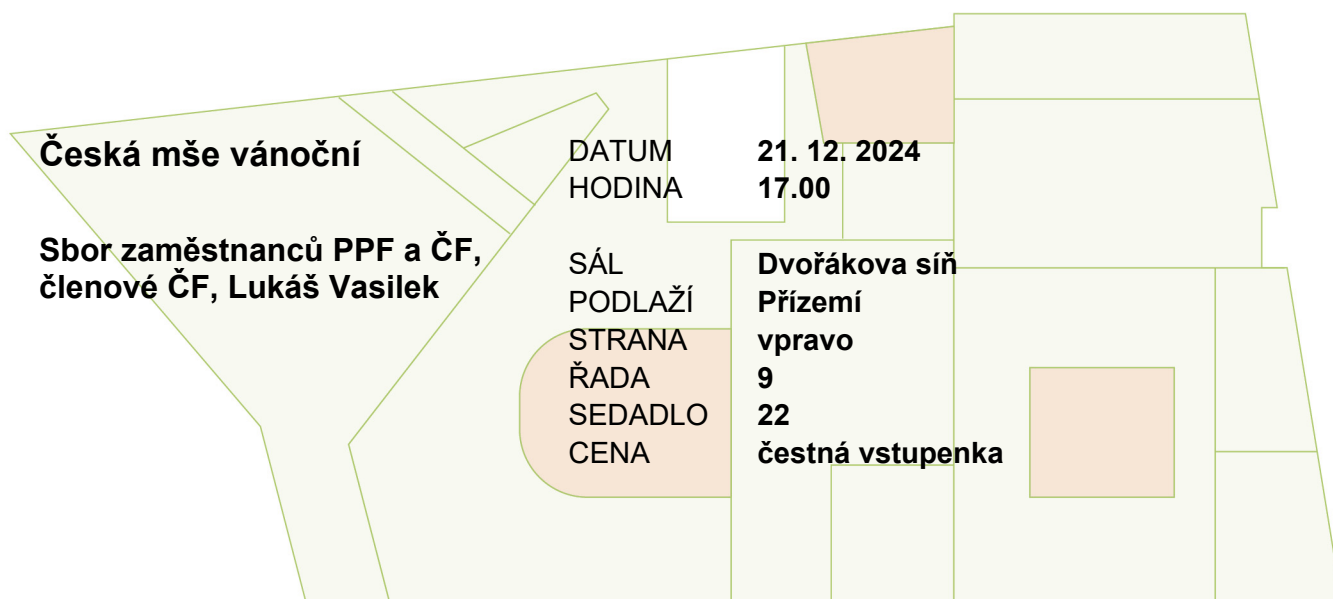 Česká mše vánoční
Sbor zaměstnanců PPF a ČF,
členové ČF, Lukáš Vasilek
DATUM 21. 12. 2024
HODINA 17.00
SÁL Dvořákova síň
PODLAŽÍ Přízemí
STRANA vpravo
ŘADA 9
SEDADLO 22
CENA čestná vstupenka